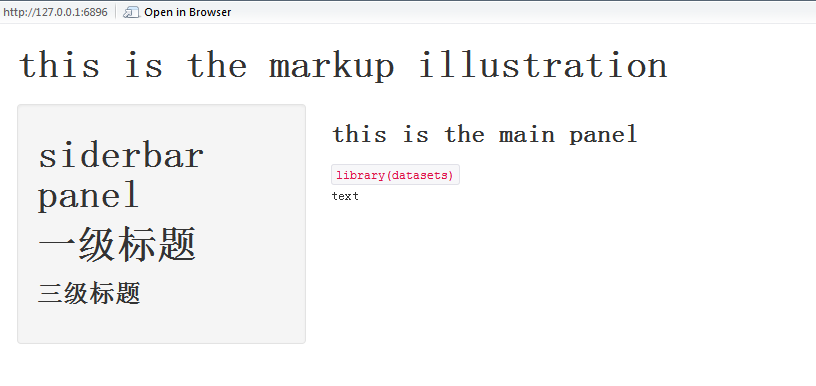 http://127.0.0.1:6896 Open in Browser
this is the markup illustration
siderbar
panel
一级标题
三级标题
this is the main panel
library(datasets)
text